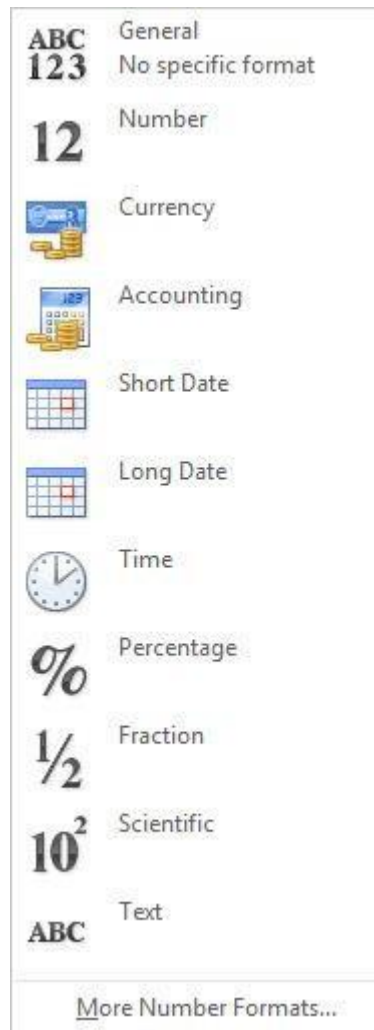 ABC
123
General
No specific format
12
Number
Currency
123
Accounting
Short Date
Long Date
Time
%
Percentage
½
Fraction
10²
Scientific
ABC
Text
More Number Formats...